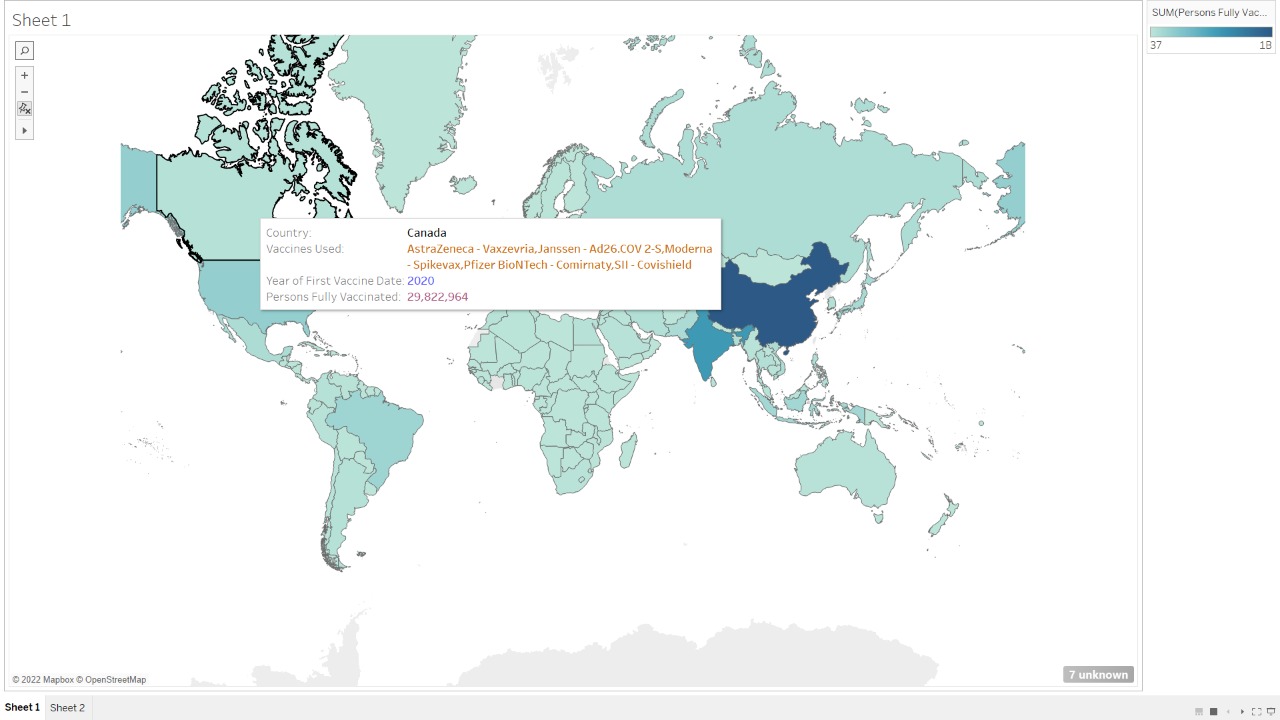 Sheet 1
SUM(Persons Fully Vac...
37 1B
Country: Canada
Vaccines Used: AstraZeneca - Vaxzevria,Janssen - Ad26.COV 2-S,Moderna
- Spikevax,Pfizer BioNTech - Comirnaty,SII - Covishield
Year of First Vaccine Date: 2020
Persons Fully Vaccinated: 29,822,964
© 2022 Mapbox © OpenStreetMap
7 unknown
Sheet 1 Sheet 2